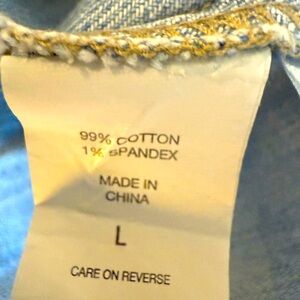 99% COTTON
1% SPANDEX
MADE IN
CHINA
L
CARE ON REVERSE